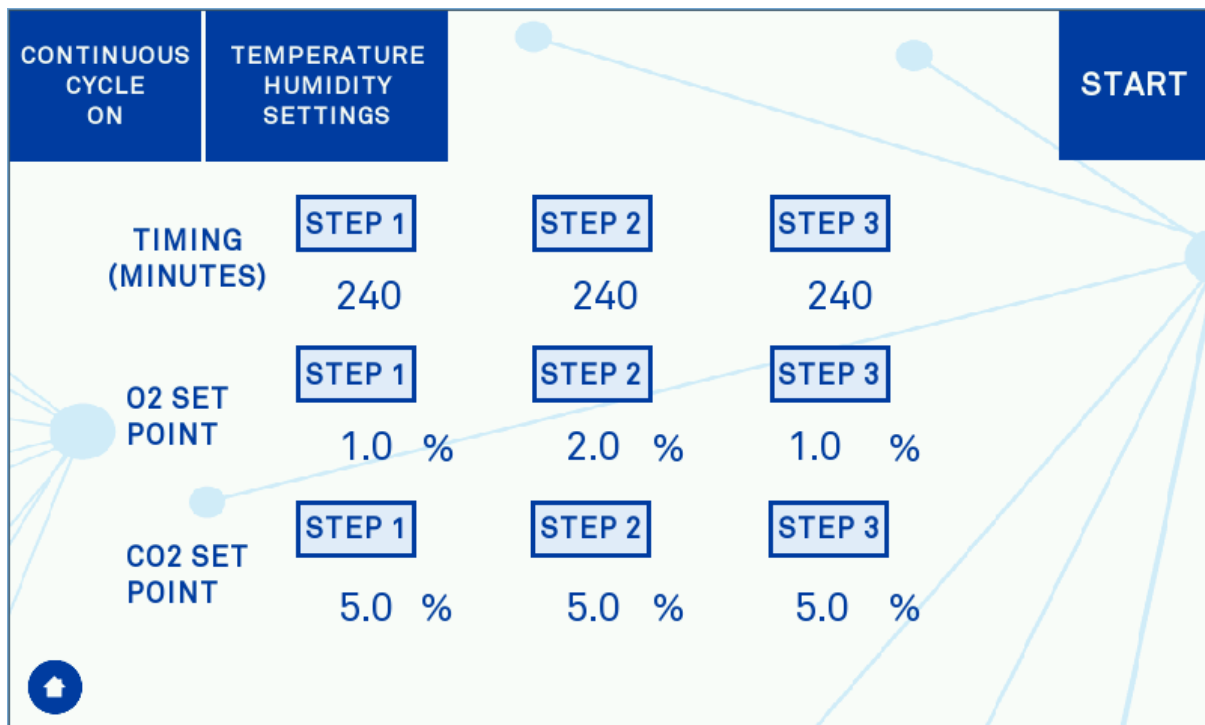 CONTINUOUS
CYCLE
ON
TEMPERATURE
HUMIDITY
SETTINGS
START
TIMING
(MINUTES)
STEP 1 STEP 2 STEP 3
240 240 240
O2 SET
POINT
STEP 1 STEP 2 STEP 3
1.0 % 2.0 % 1.0 %
CO2 SET
POINT
STEP 1 STEP 2 STEP 3
5.0 % 5.0 % 5.0 %